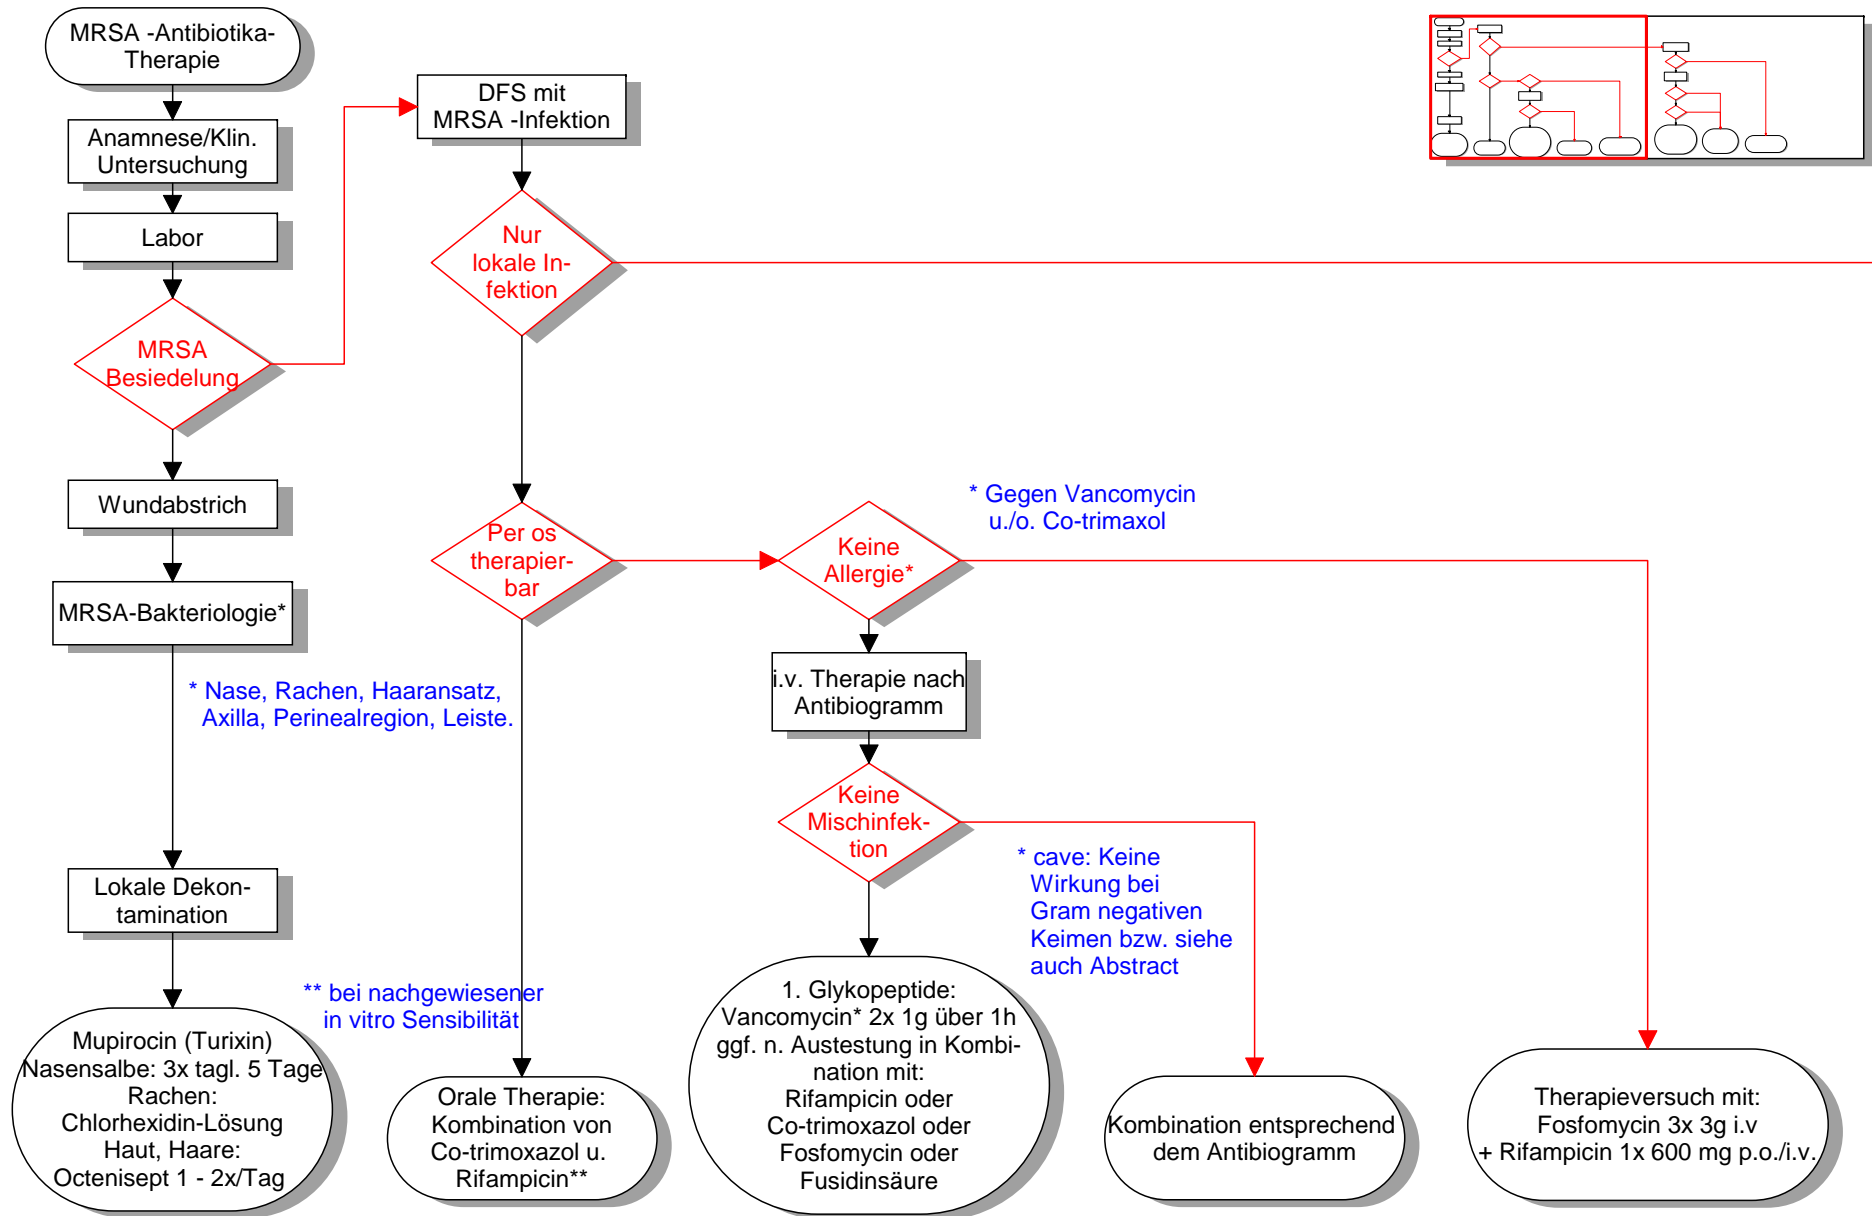 MRSA -Antibiotika-
Therapie
Anamnese/Klin.
Untersuchung
Labor
MRSA
Besiedelung
Wundabstrich
MRSA-Bakteriologie*
* Nase, Rachen, Haaransatz,
Axilla, Perinealregion, Leiste.
Lokale Dekon-
tamination
Mupirocin (Turixin)
Nasensalbe: 3x tagl. 5 Tage
Rachen:
Chlorhexidin-Lösung
Haut, Haare:
Octenisept 1 - 2x/Tag
DFS mit
MRSA -Infektion
Nur
lokale In-
fektion
Per os
therapier-
bar
** bei nachgewiesener
in vitro Sensibilität
Orale Therapie:
Kombination von
Co-trimoxazol u.
Rifampicin**
* Gegen Vancomycin
u./o. Co-trimaxol
Keine
Allergie*
i.v. Therapie nach
Antibiogramm
Keine
Mischinfek-
tion
* cave: Keine
Wirkung bei
Gram negativen
Keimen bzw. siehe
auch Abstract
1. Glykopeptide:
Vancomycin* 2x 1g über 1h
ggf. n. Austestung in Kombi-
nation mit:
Rifampicin oder
Co-trimoxazol oder
Fosfomycin oder
Fusidinsäure
Kombination entsprechend
dem Antibiogramm
Therapieversuch mit:
Fosfomycin 3x 3g i.v
+ Rifampicin 1x 600 mg p.o./i.v.